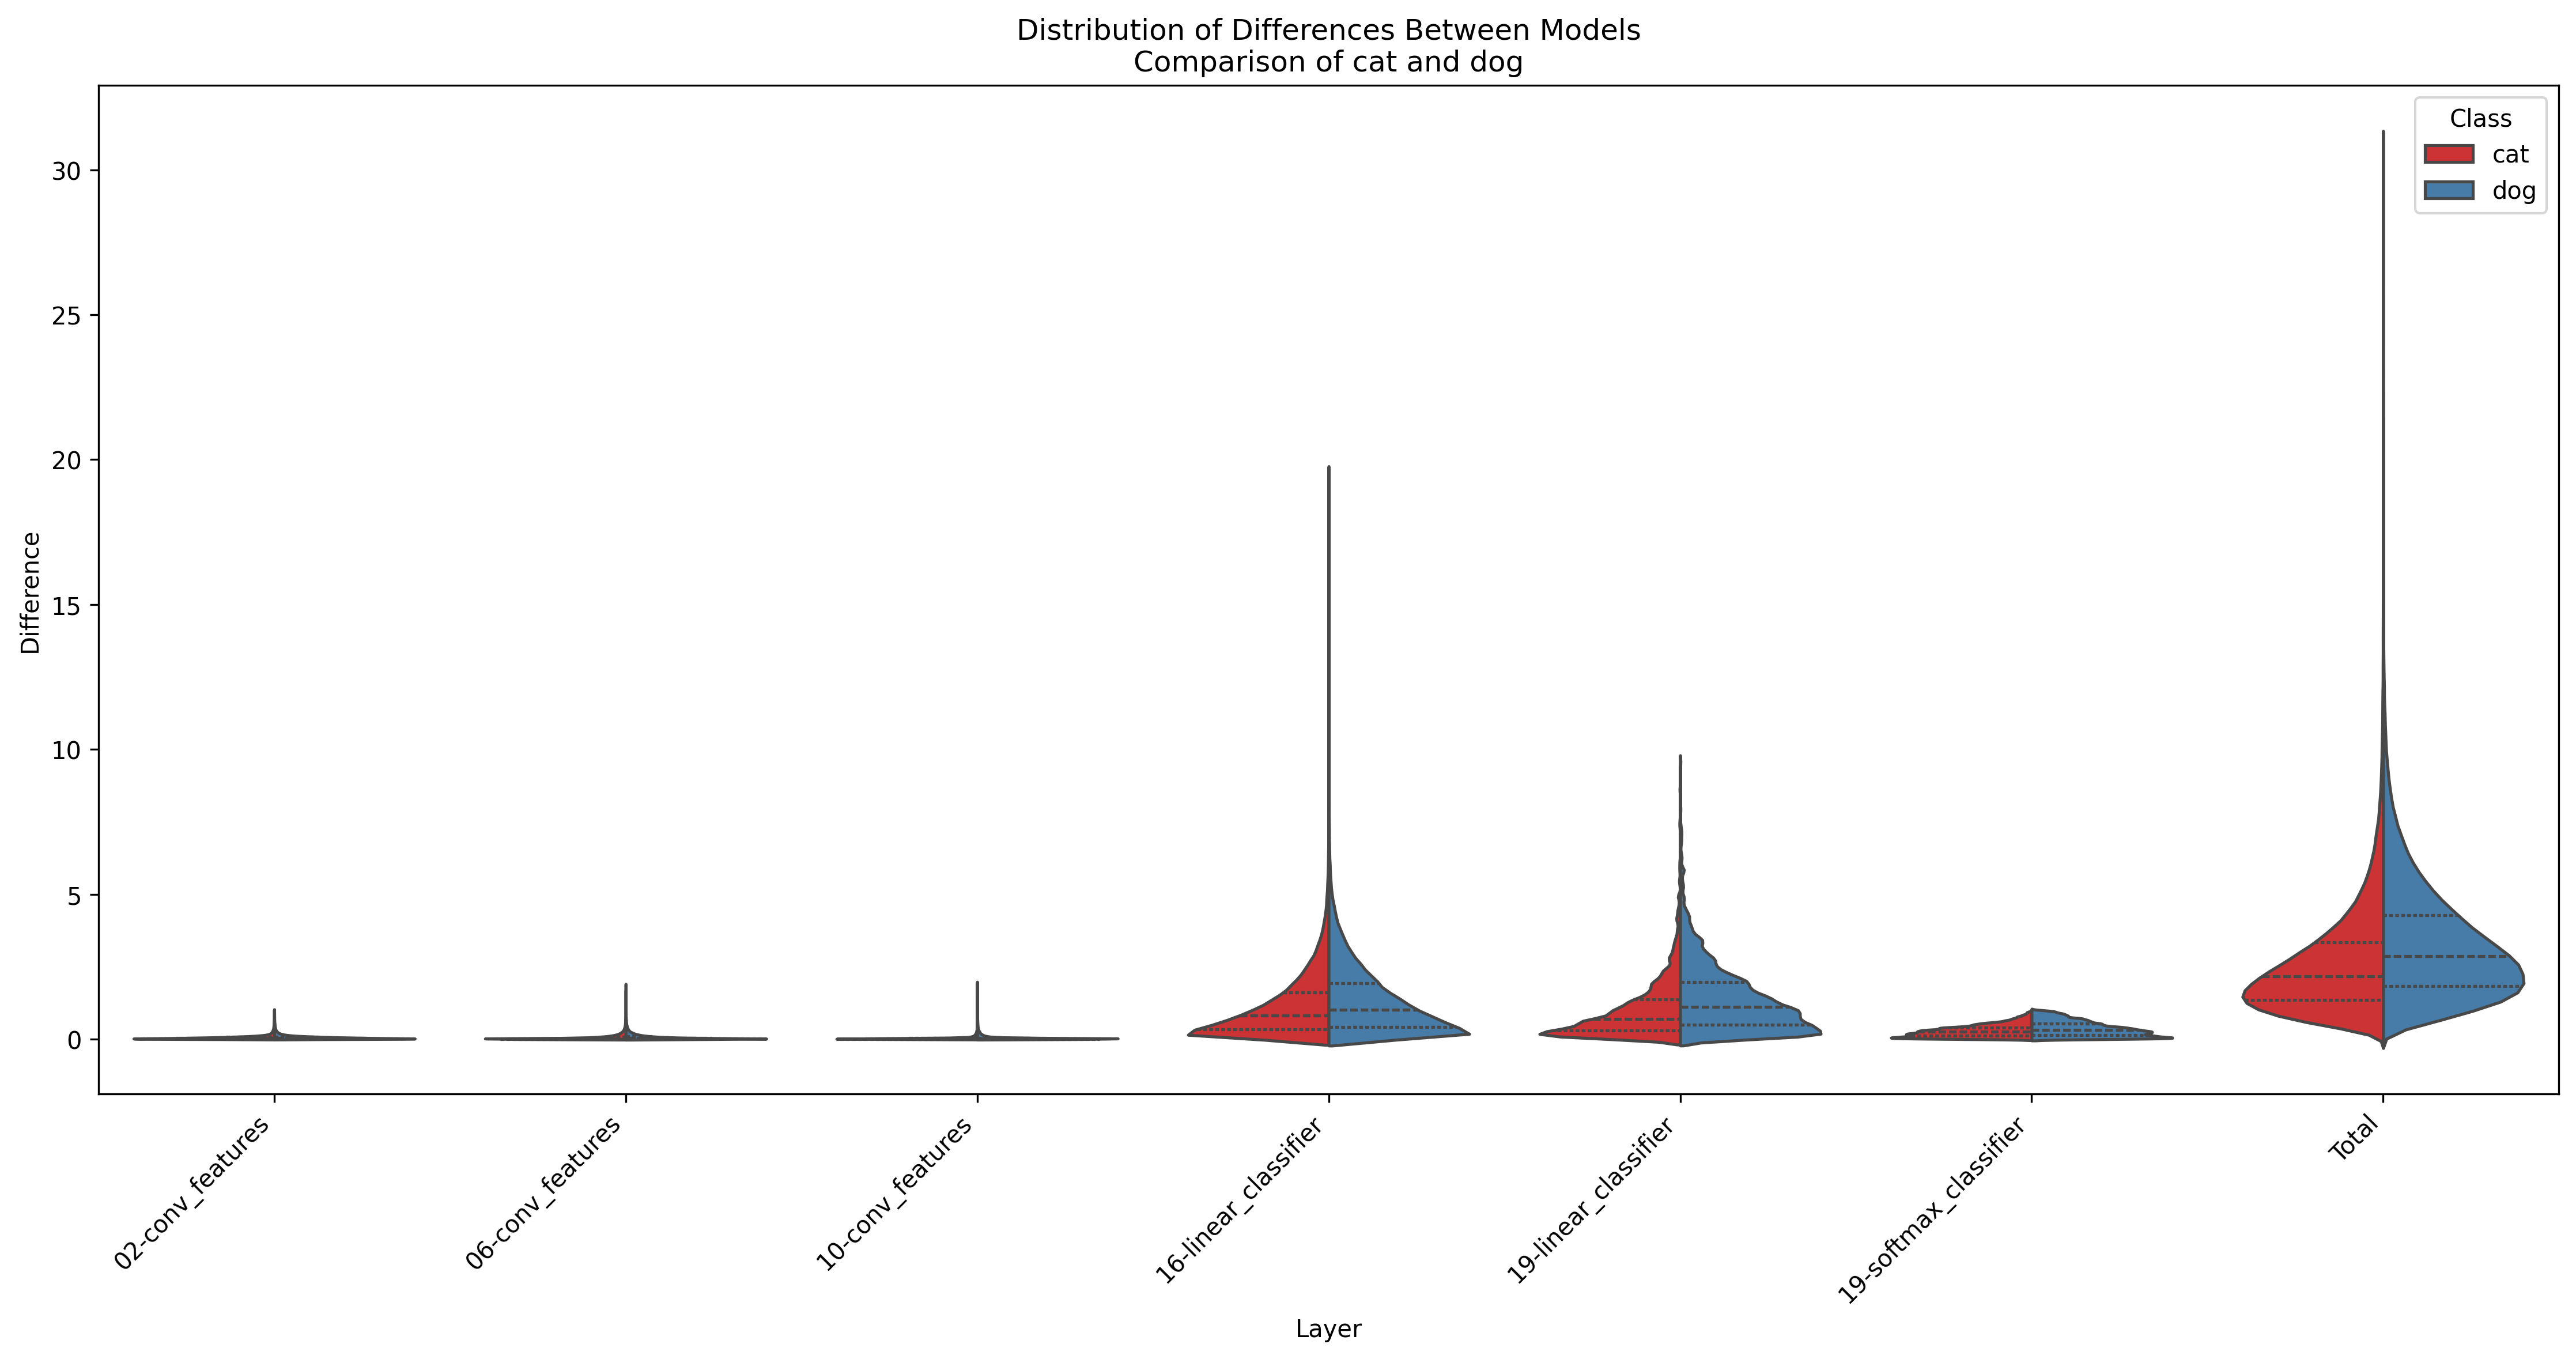 Distribution of Differences Between Models
Comparison of cat and dog
Class
cat
dog
Difference
30
25
20
15
10
5
0
02-conv_features
06-conv_features
10-conv_features
16-linear_classifier
19-linear_classifier
19-softmax_classifier
Total
Layer